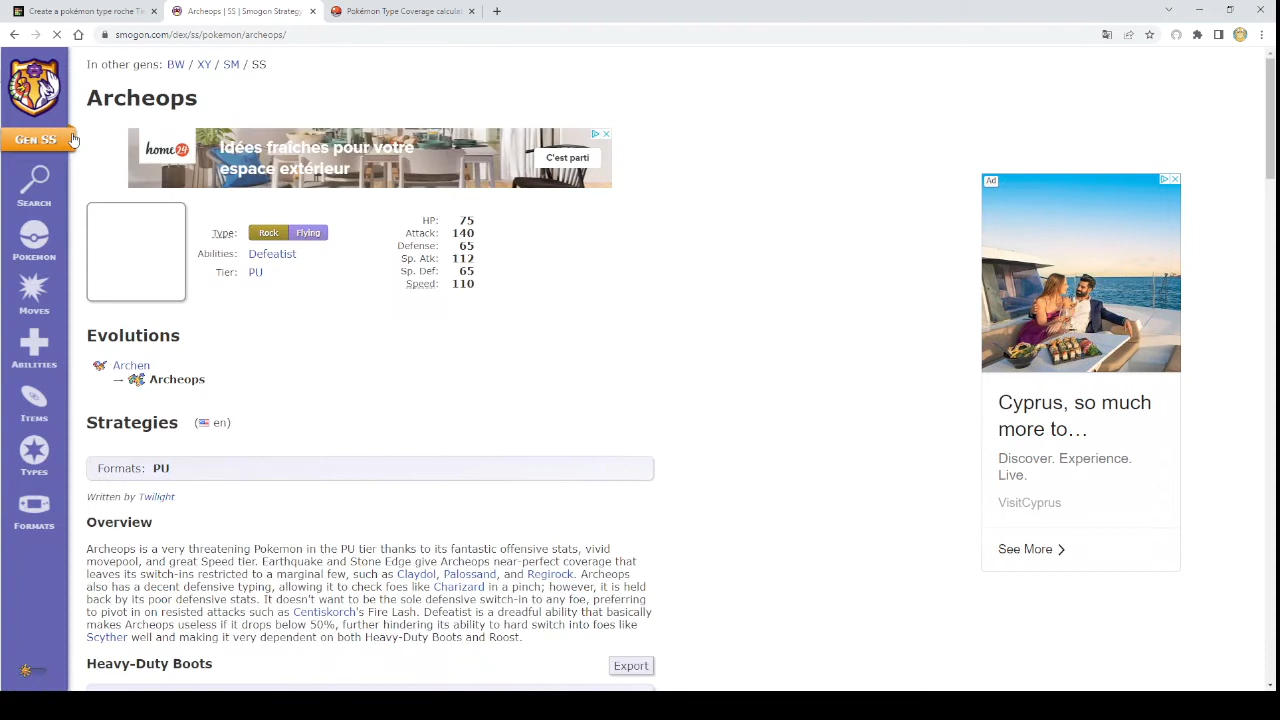 Create a pokémon type roche Ti
Archeops | SS | Smogon Strategy
Pokémon Type Coverage calculat
smogon.com/dex/ss/pokemon/archeops/
In other gens: BW / XY / SM / SS
Archeops
GEN SS
SEARCH
POKEMON
MOVES
ABILITIES
ITEMS
TYPES
FORMATS
home24
Idées fraîches pour votre
espace extérieur
C'est parti
Type: Rock Flying
Abilities: Defeatist
Tier: PU
HP: 75
Attack: 140
Defense: 65
Sp. Atk: 112
Sp. Def: 65
Speed: 110
Evolutions
Archen
→ Archeops
Strategies (en)
Formats: PU
Written by Twilight
Overview
Archeops is a very threatening Pokemon in the PU tier thanks to its fantastic offensive stats, vivid
movepool, and great Speed tier. Earthquake and Stone Edge give Archeops near-perfect coverage that
leaves its switch-ins restricted to a marginal few, such as Claydol, Palossand, and Regirock. Archeops
also has a decent defensive typing, allowing it to check foes like Charizard in a pinch; however, it is held
back by its poor defensive stats. It doesn't want to be the sole defensive switch-in to any foe, preferring
to pivot in on resisted attacks such as Centiskorch's Fire Lash. Defeatist is a dreadful ability that basically
makes Archeops useless if it drops below 50%, further hindering its ability to hard switch into foes like
Scyther well and making it very dependent on both Heavy-Duty Boots and Roost.
Heavy-Duty Boots
Export
Ad
Cyprus, so much
more to…
Discover. Experience.
Live.
VisitCyprus
See More